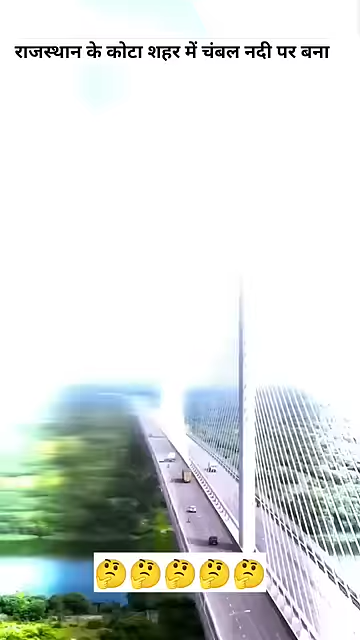 राजस्थान के कोटा शहर में चंबल नदी पर बना